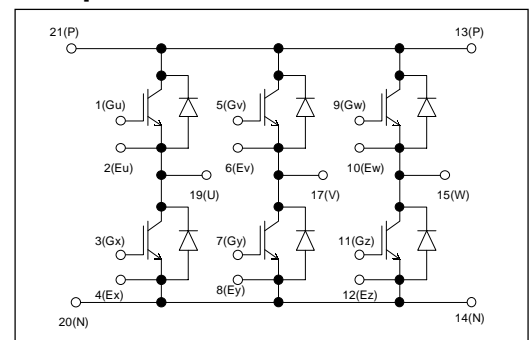 21(P) 13(P)
1(Gu) 5(Gv) 9(Gw)
2(Eu) 6(Ev) 10(Ew)
19(U) 17(V) 15(W)
3(Gx) 7(Gy) 11(Gz)
4(Ex) 8(Ey) 12(Ez)
20(N) 14(N)